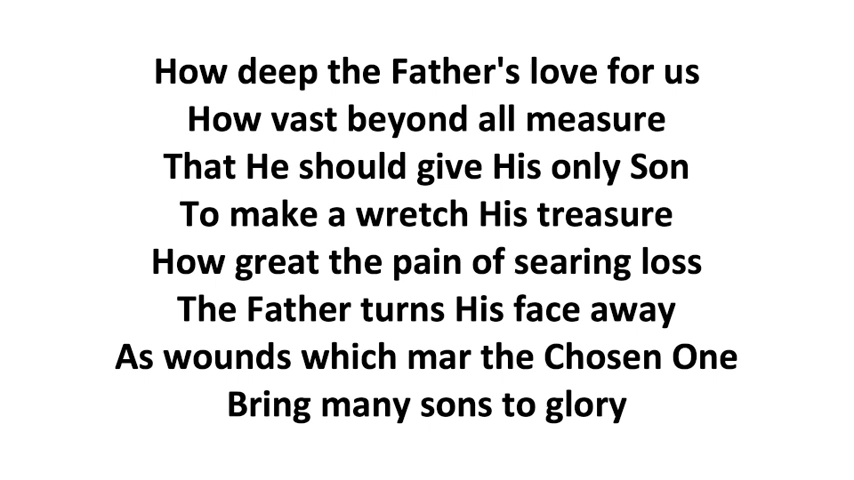 How deep the Father's love for us
How vast beyond all measure
That He should give His only Son
To make a wretch His treasure
How great the pain of searing loss
The Father turns His face away
As wounds which mar the Chosen One
Bring many sons to glory